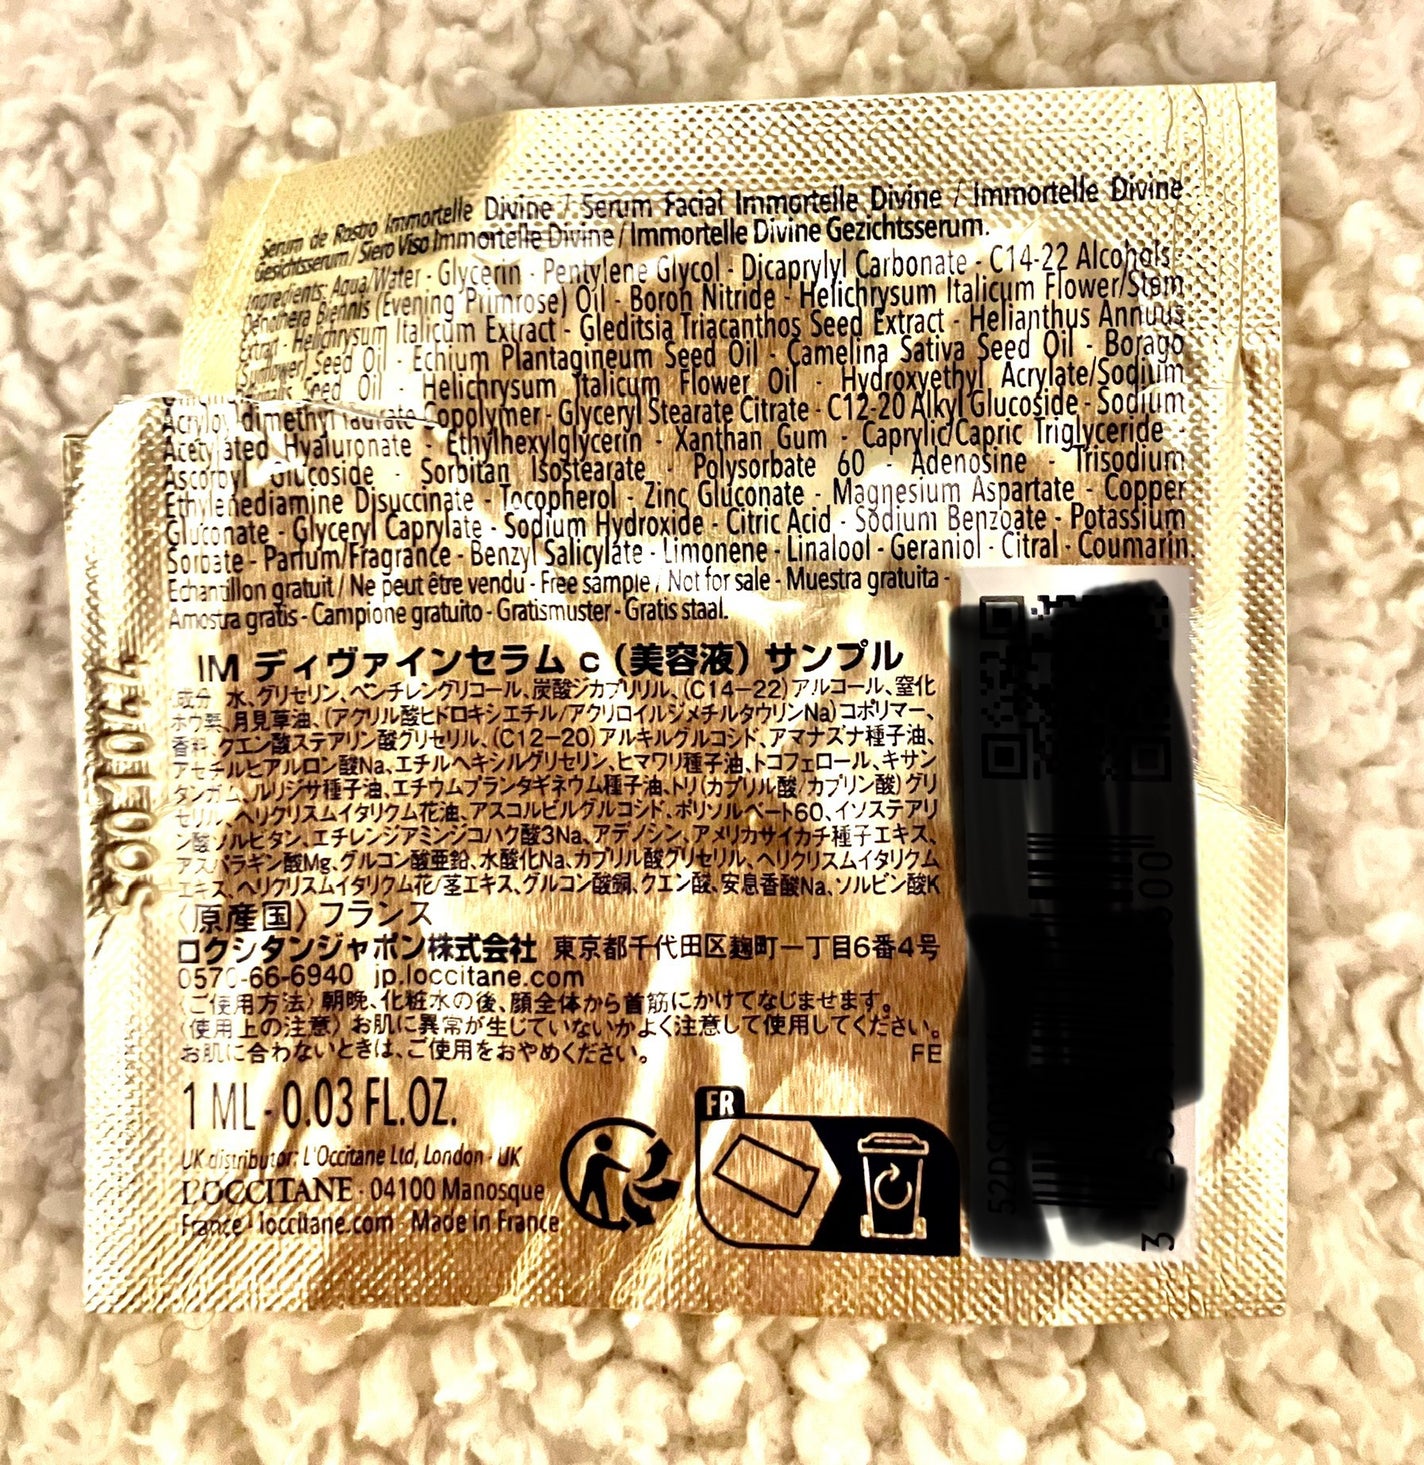 Serum de Rostro Immortelle Divine / Serum Facial Immortelle Divine / Immortelle Divine
Gesichtsserum / Siero Viso Immortelle Divine / Immortelle Divine Gezichtsserum.
Ingredients: Aqua/Water - Glycerin - Pentylene Glycol - Dicaprylyl Carbonate - C14-22 Alcohols
Oenothera Biennis (Evening Primrose) Oil - Boron Nitride - Helichrysum Italicum Flower/Stem
Extract - Helichrysum Italicum Extract - Gleditsia Triacanthos Seed Extract - Helianthus Annuus
(Sunflower) Seed Oil - Echium Plantagineum Seed Oil - Camelina Sativa Seed Oil - Borago
Seed Oil - Helichrysum Italicum Flower Oil - Hydroxyethyl Acrylate/Sodium
Acryloyldimethyl Taurate Copolymer - Glyceryl Stearate Citrate - C12-20 Alkyl Glucoside - Sodium
Acetylated Hyaluronate - Ethylhexylglycerin - Xanthan Gum - Caprylic/Capric Triglyceride -
Ascorbyl Glucoside - Sorbitan Isostearate - Polysorbate 60 - Adenosine - Trisodium
Ethylenediamine Disuccinate - Tocopherol - Zinc Gluconate - Magnesium Aspartate - Copper
Gluconate - Glyceryl Caprylate - Sodium Hydroxide - Citric Acid - Sodium Benzoate - Potassium
Sorbate - Parfum/Fragrance - Benzyl Salicylate - Limonene - Linalool - Geraniol - Citral - Coumarin.
Echantillon gratuit / Ne peut être vendu - Free sample / Not for sale - Muestra gratuita -
Amostra gratis - Campione gratuito - Gratismuster - Gratis staal.
IM ディヴァインセラム c (美容液) サンプル
成分 水、グリセリン、ペンチレングリコール、炭酸ジカプリリル、(C14-22)アルコール、窒化
ホウ素、月見草油、(アクリル酸ヒドロキシエチル/アクリロイルジメチルタウリンNa)コポリマー、
香料、クエン酸ステアリン酸グリセリル、(C12-20)アルキルグルコシド、アマナズナ種子油、
アセチルヒアルロン酸Na、エチルヘキシルグリセリン、ヒマワリ種子油、トコフェロール、キサン
タンガム、ルリジサ種子油、エチウムプランタギネウム種子油、トリ(カプリル酸/カプリン酸)グリ
セリル、ヘリクリスムイタリクム花油、アスコルビルグルコシド、ポリソルベート60、イソステアリ
ン酸ソルビタン、エチレンジアミンジコハク酸3Na、アデノシン、アメリカサイカチ種子エキス、
アスパラギン酸Mg、グルコン酸亜鉛、水酸化Na、カプリル酸グリセリル、ヘリクリスムイタリクム
エキス、ヘリクリスムイタリクム花/茎エキス、グルコン酸銅、クエン酸、安息香酸Na、ソルビン酸K
〈原産国〉フランス
ロクシタンジャポン株式会社 東京都千代田区麹町一丁目6番4号
0570-66-6940 jp.loccitane.com
〈ご使用方法〉朝晩、化粧水の後、顔全体から首筋にかけてなじませます。
〈使用上の注意〉お肌に異常が生じていないかよく注意して使用してください。
お肌に合わないときは、ご使用をおやめください。 FE
1 ML - 0.03 FL.OZ.
UK distributor: L'Occitane Ltd, London - UK
L'OCCITANE - 04100 Manosque
France - loccitane.com - Made in France
FR
52DS00
3